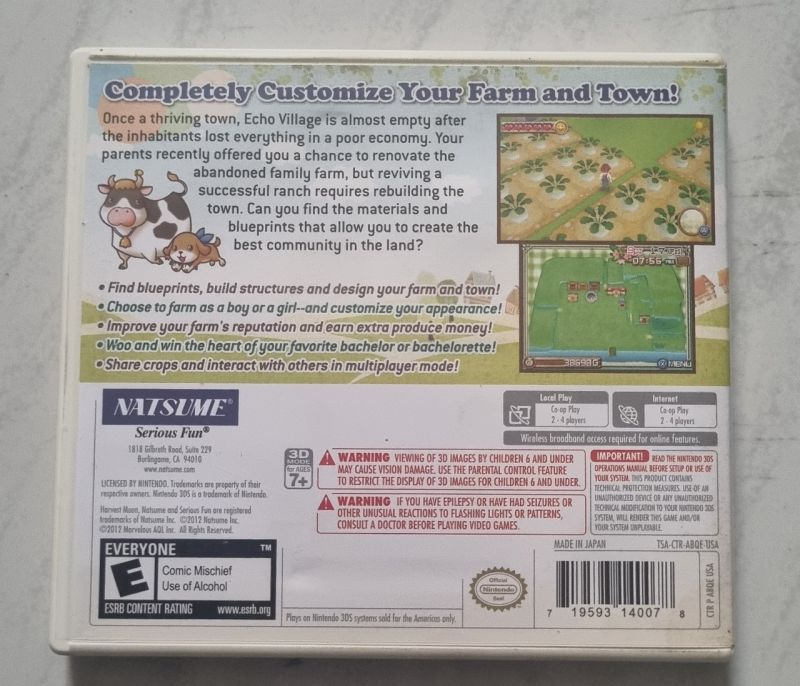 Completely Customize Your Farm and Town!
Once a thriving town, Echo Village is almost empty after
the inhabitants lost everything in a poor economy. Your
parents recently offered you a chance to renovate the
abandoned family farm, but reviving a
successful ranch requires rebuilding the
town. Can you find the materials and
blueprints that allow you to create the
best community in the land?
• Find blueprints, build structures and design your farm and town!
• Choose to farm as a boy or a girl--and customize your appearance!
• Improve your farm's reputation and earn extra produce money!
• Woo and win the heart of your favorite bachelor or bachelorette!
• Share crops and interact with others in multiplayer mode!
07:56
38698G
MENU
NATSUME®
Serious Fun®
1818 Gilbreth Road, Suite 229
Burlingame, CA 94010
www.natsume.com
LICENSED BY NINTENDO. Trademarks are property of their
respective owners. Nintendo 3DS is a trademark of Nintendo.
Harvest Moon, Natsume and Serious Fun are registered
trademarks of Natsume Inc. ©2012 Natsume Inc.
©2012 Marvelous AQL Inc. All Rights Reserved.
EVERYONE TM
E
Comic Mischief
Use of Alcohol
ESRB CONTENT RATING www.esrb.org
Local Play
Co-op Play
2 - 4 players
Internet
Co-op Play
2 - 4 players
Wireless broadband access required for online features.
3D
MODE
for AGES
7+
WARNING VIEWING OF 3D IMAGES BY CHILDREN 6 AND UNDER
MAY CAUSE VISION DAMAGE. USE THE PARENTAL CONTROL FEATURE
TO RESTRICT THE DISPLAY OF 3D IMAGES FOR CHILDREN 6 AND UNDER.
WARNING IF YOU HAVE EPILEPSY OR HAVE HAD SEIZURES OR
OTHER UNUSUAL REACTIONS TO FLASHING LIGHTS OR PATTERNS,
CONSULT A DOCTOR BEFORE PLAYING VIDEO GAMES.
IMPORTANT! READ THE NINTENDO 3DS
OPERATIONS MANUAL BEFORE SETUP OR USE OF
YOUR SYSTEM. THIS PRODUCT CONTAINS
TECHNICAL PROTECTION MEASURES. USE OF AN
UNAUTHORIZED DEVICE OR ANY UNAUTHORIZED
TECHNICAL MODIFICATION TO YOUR NINTENDO 3DS
SYSTEM, WILL RENDER THIS GAME AND/OR
YOUR SYSTEM UNPLAYABLE.
MADE IN JAPAN TSA-CTR-ABQE-USA
Plays on Nintendo 3DS systems sold for the Americas only.
Official
Nintendo
Seal
7 19593 14007 8
CTR P ABQE USA